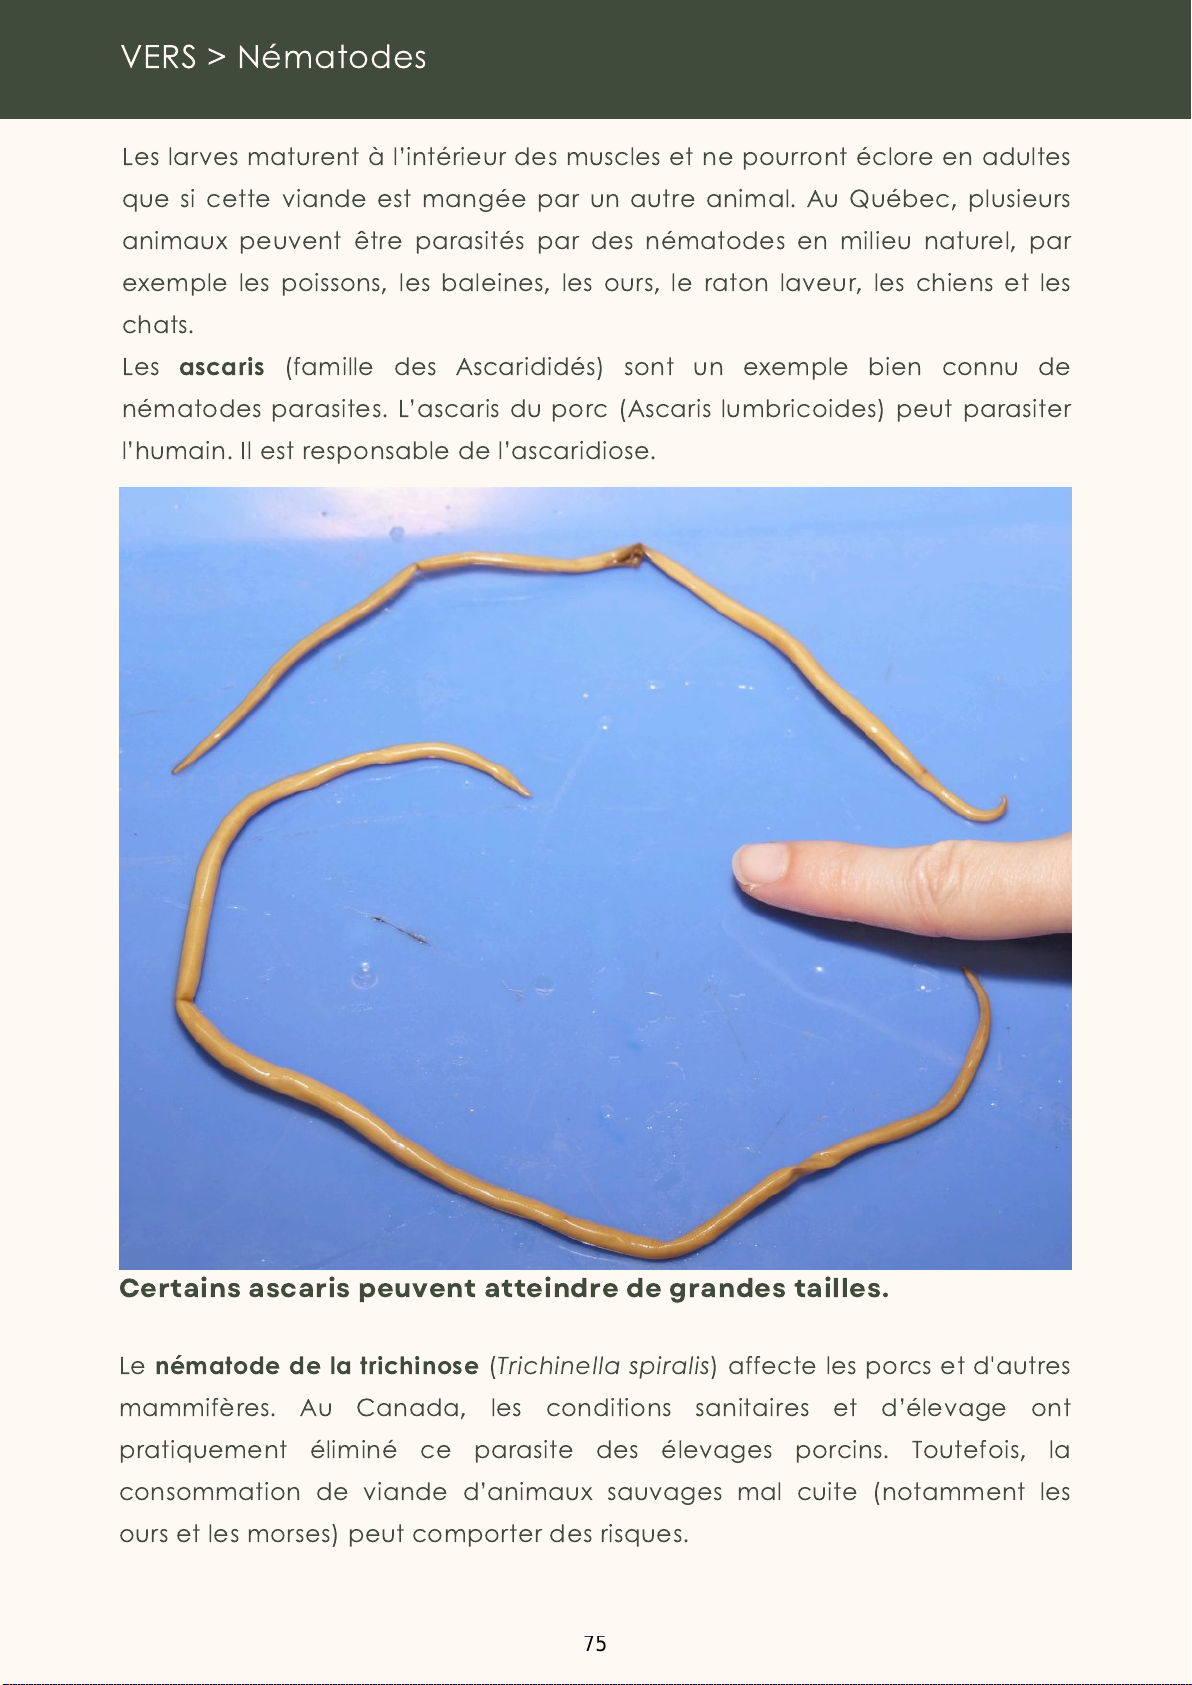 VERS > Nématodes
Les larves maturent à l'intérieur des muscles et ne pourront éclore en adultes
que si cette viande est mangée par un autre animal. Au Québec, plusieurs
animaux peuvent être parasités par des nématodes en milieu naturel, par
exemple les poissons, les baleines, les ours, le raton laveur, les chiens et les
chats.
Les ascaris (famille des Ascarididés) sont un exemple bien connu de
nématodes parasites. L'ascaris du porc (Ascaris lumbricoides) peut parasiter
l'humain. Il est responsable de l'ascaridiose.
Certains ascaris peuvent atteindre de grandes tailles.
Le nématode de la trichinose (Trichinella spiralis) affecte les porcs et d'autres
mammifères. Au Canada, les conditions sanitaires et d'élevage ont
pratiquement éliminé ce parasite des élevages porcins. Toutefois, la
consommation de viande d'animaux sauvages mal cuite (notamment les
ours et les morses) peut comporter des risques.
75